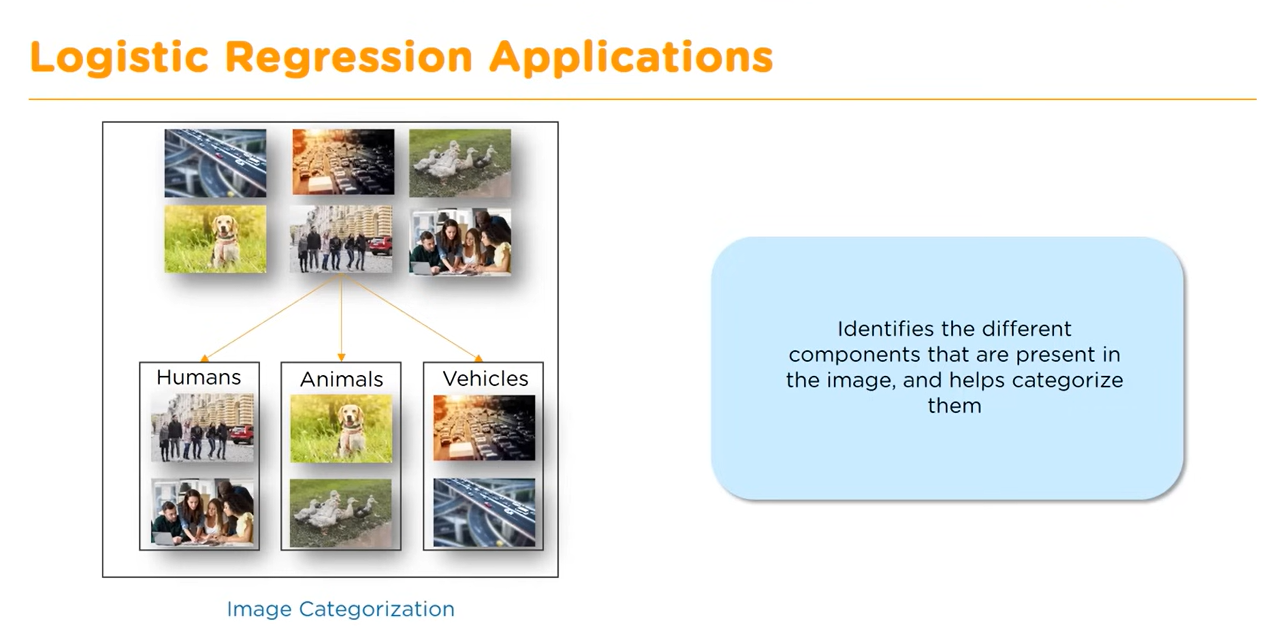 Logistic Regression Applications
Humans
Animals
Vehicles
Image Categorization
Identifies the different
components that are present in
the image, and helps categorize
them